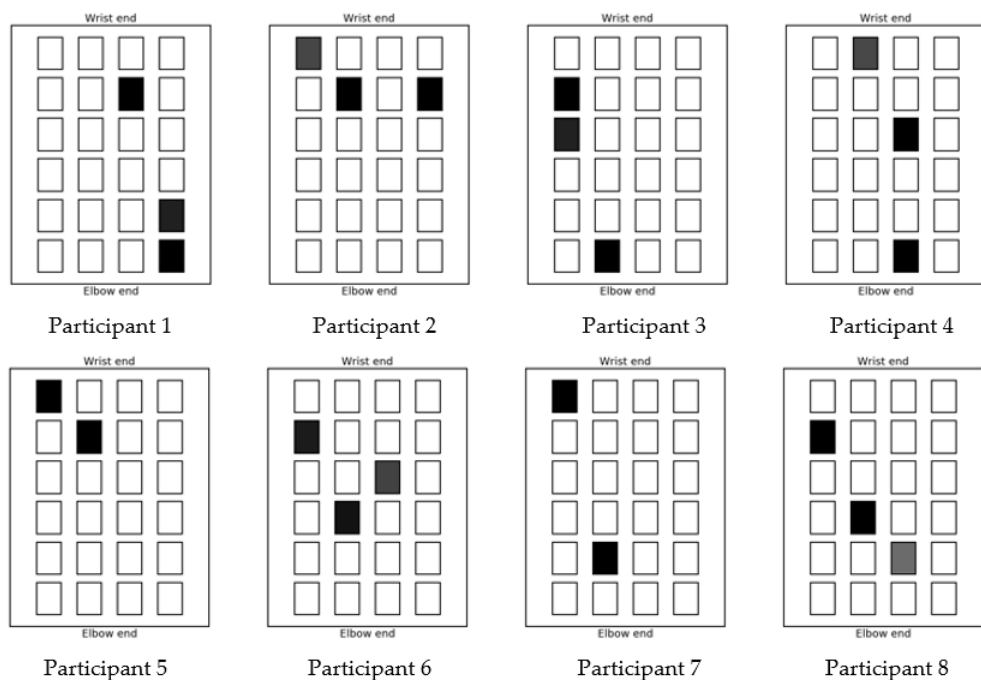 Wrist end Wrist end Wrist end Wrist end
Elbow end Elbow end Elbow end Elbow end
Participant 1 Participant 2 Participant 3 Participant 4
Wrist end Wrist end Wrist end Wrist end
Elbow end Elbow end Elbow end Elbow end
Participant 5 Participant 6 Participant 7 Participant 8